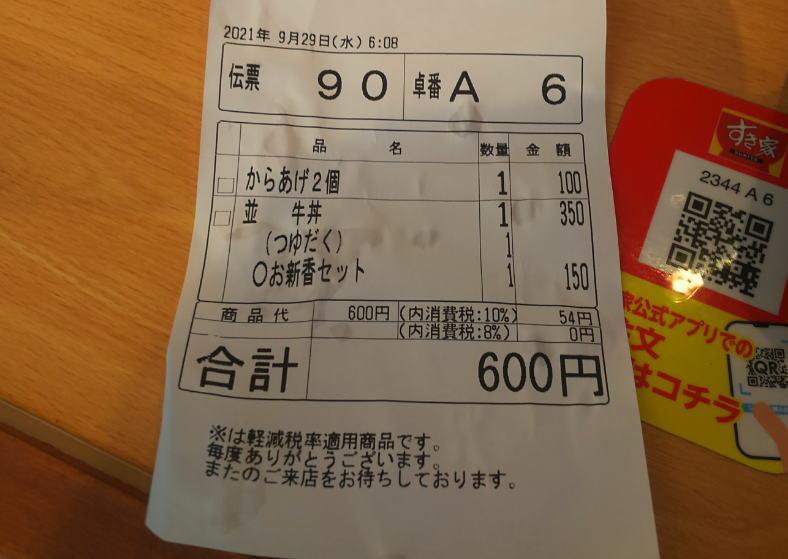 2021年 9月29日(水) 6:08
伝票 90 卓番 A 6
品 名 数量 金 額
からあげ2個 1 100
並 牛丼 1 350
(つゆだく) 1
○お新香セット 1 150
商 品 代 600円 (内消費税:10%) 54円
(内消費税:8%) 0円
合計 600円
※は軽減税率適用商品です。
毎度ありがとうございます。
またのご来店をお待ちしております。
すき家
2344 A 6
家公式アプリでの
文
はコチラ
QR